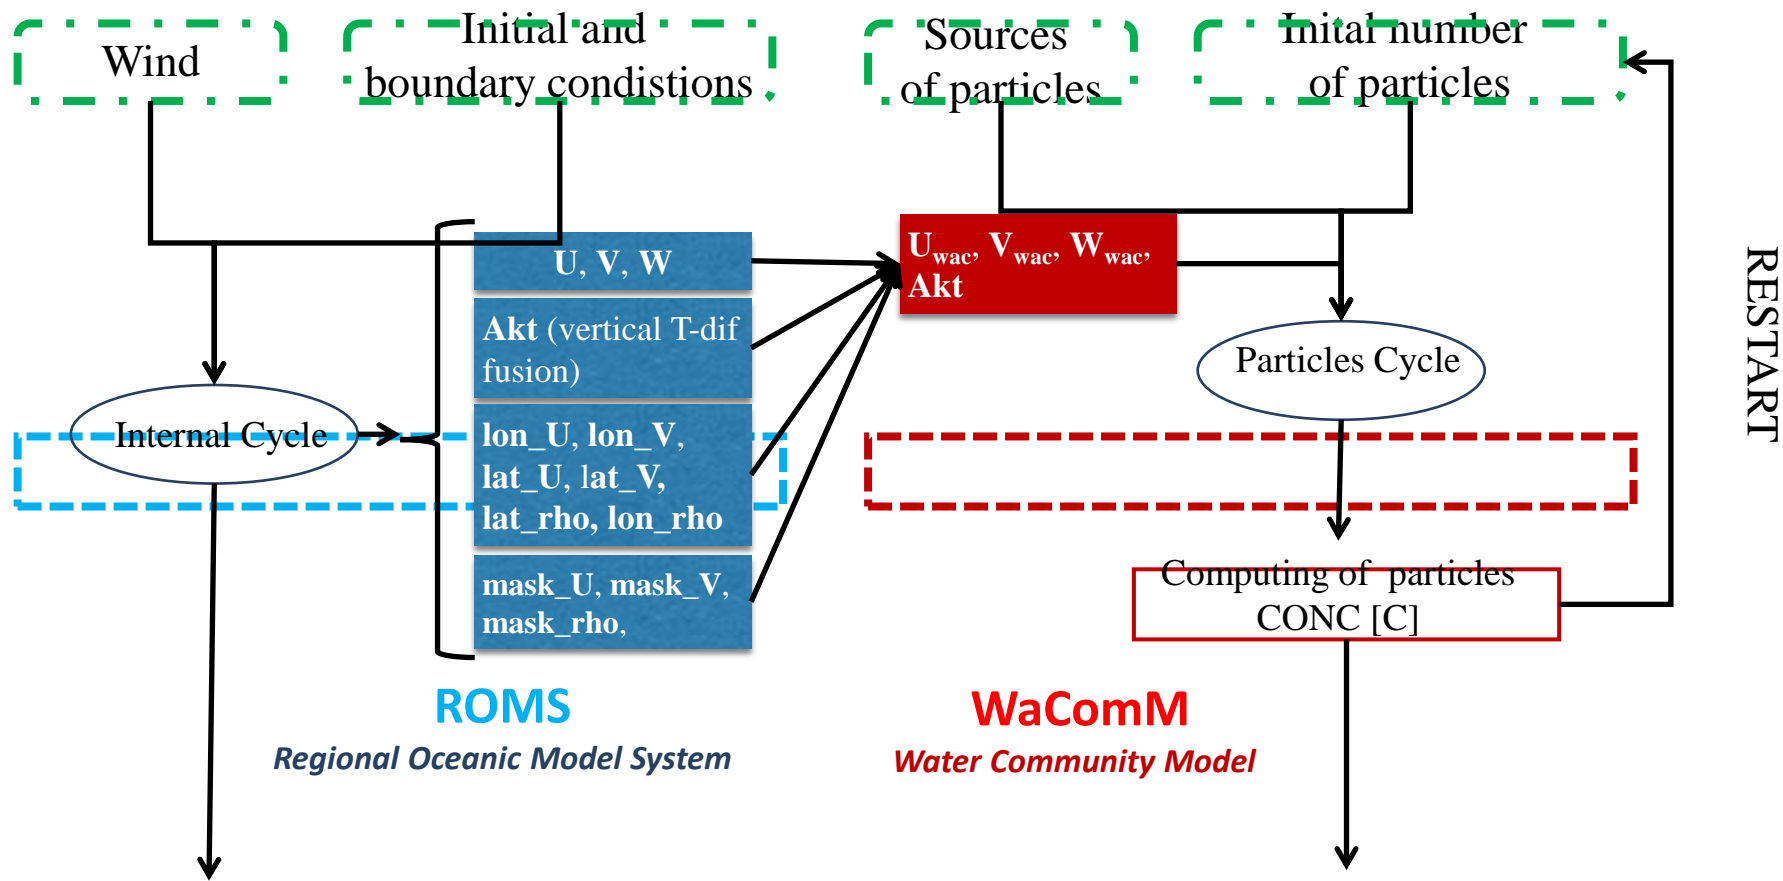 Wind
Initial and
boundary condistions
Sources
of particles
Inital number
of particles
U, V, W
Akt (vertical T-dif
fusion)
lon_U, lon_V,
lat_U, lat_V,
lat_rho, lon_rho
mask_U, mask_V,
mask_rho,
Internal Cycle
Uwac, Vwac, Wwac,
Akt
Particles Cycle
Computing of particles
CONC [C]
RESTART
ROMS
Regional Oceanic Model System
WaComM
Water Community Model